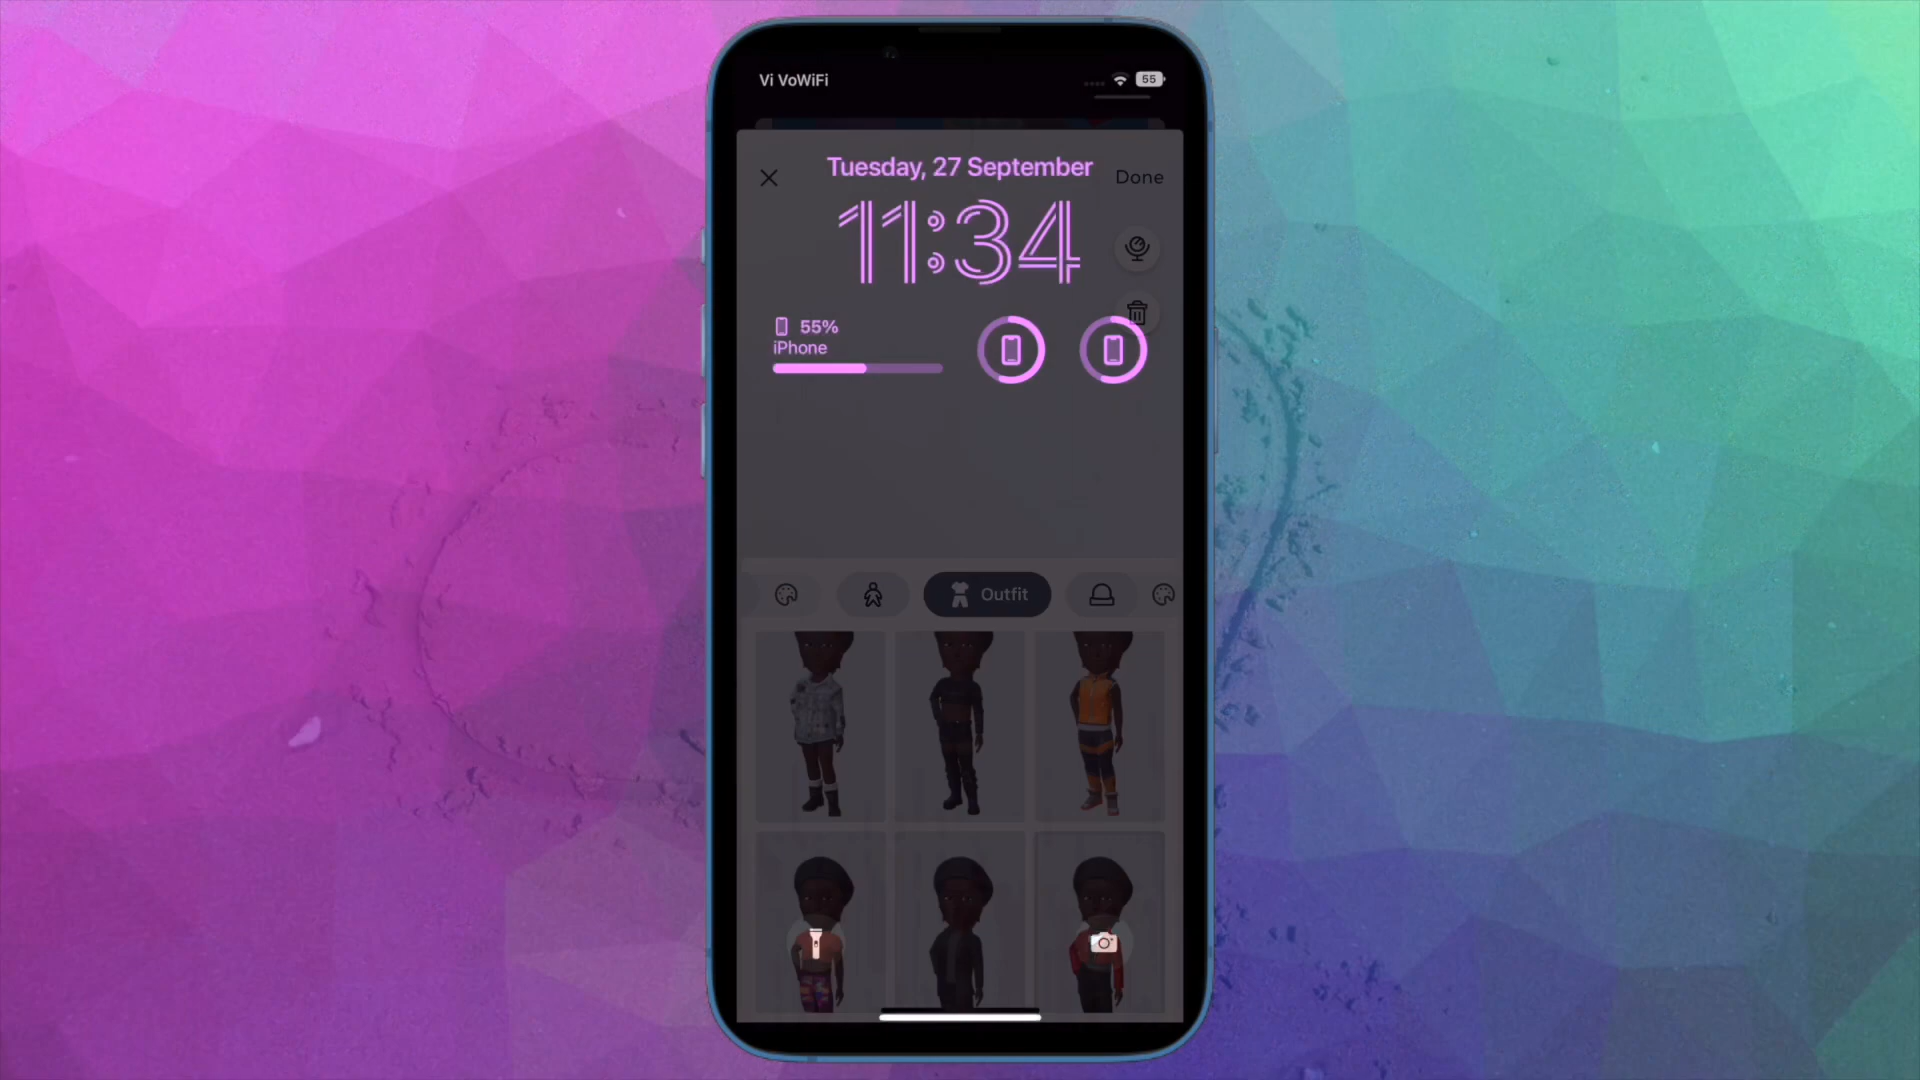 Vi VoWiFi
55
Tuesday, 27 September
Done
11:34
55%
iPhone
Outfit